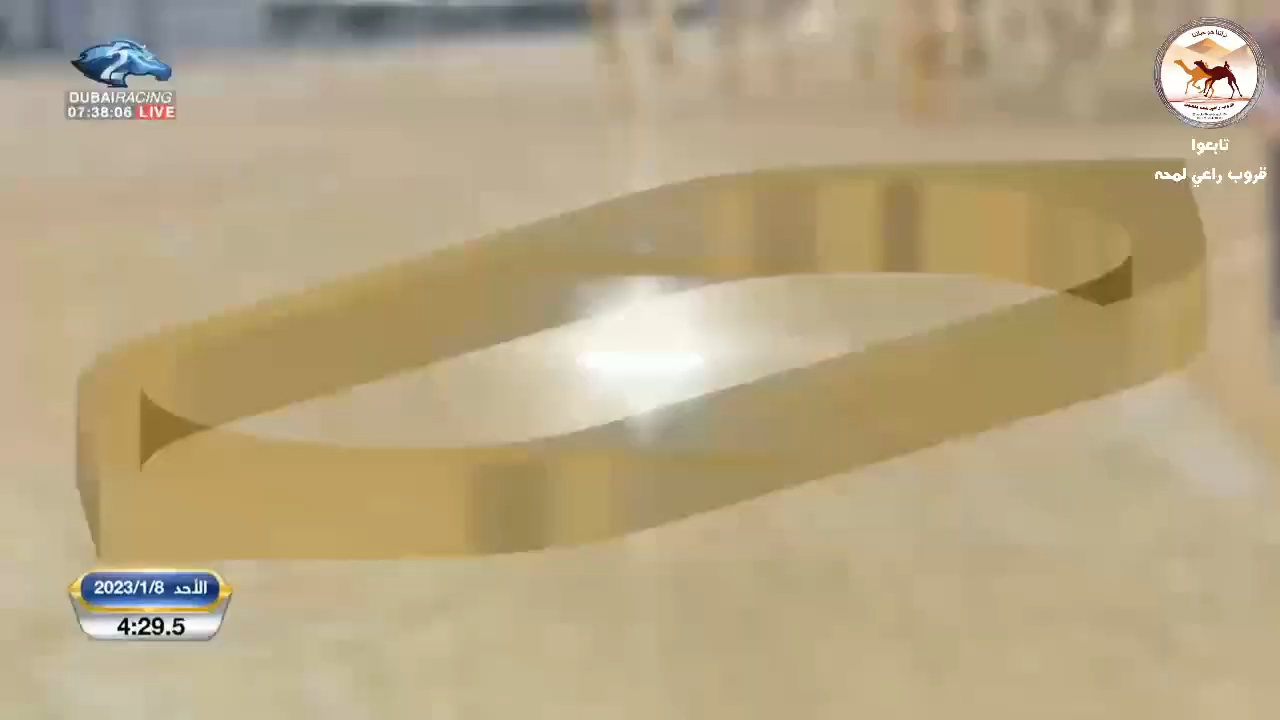 DUBAIRACING
07:38:06 LIVE
تابعوا
قروب راعي لمحه
الأحد 2023/1/8
4:29.5